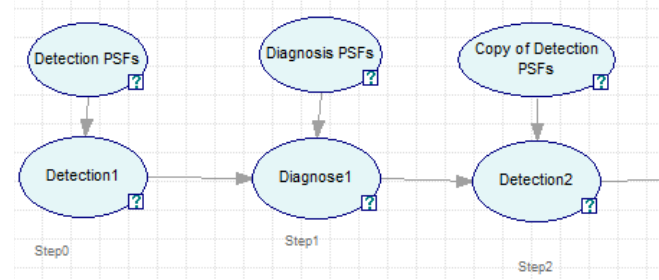 Detection PSFs
?
Diagnosis PSFs
?
Copy of Detection
PSFs
?
Detection1
?
Diagnose1
?
Detection2
?
Step0
Step1
Step2